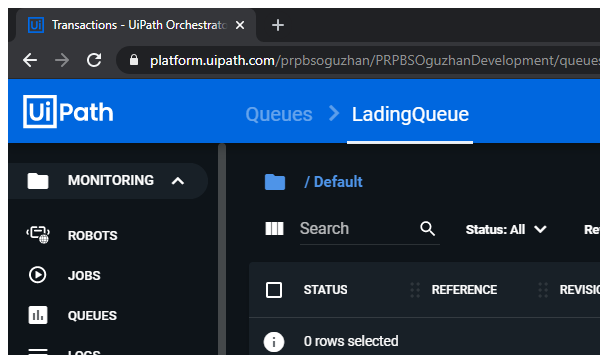 Transactions - UiPath Orchestrato
platform.uipath.com/prpbsoguzhan/PRPBSOguzhanDevelopment/queues
UiPath
Queues
LadingQueue
MONITORING
/ Default
Search
Status: All
Re
ROBOTS
JOBS
STATUS
REFERENCE
REVISIO
QUEUES
0 rows selected
LOGS